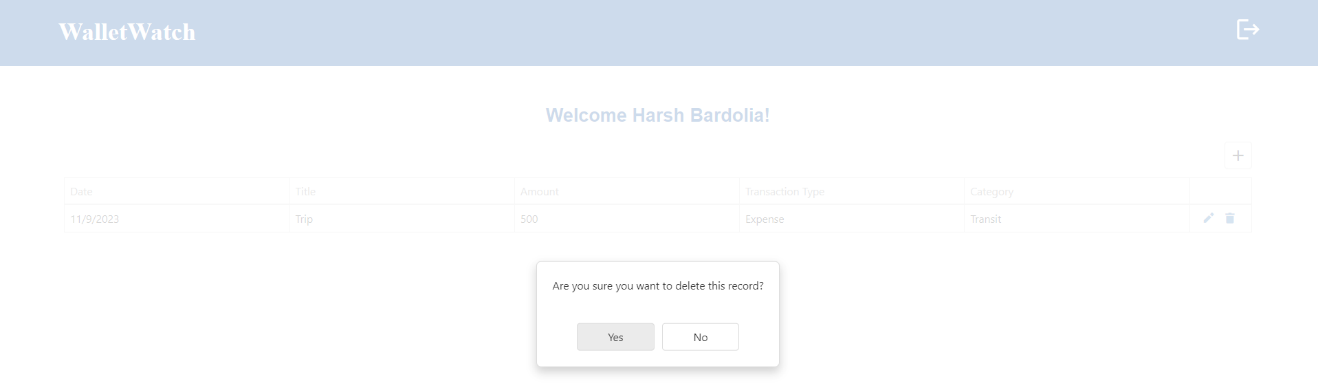 WalletWatch
Welcome Harsh Bardolia!
Date Title Amount Transaction Type Category
11/9/2023 Trip 500 Expense Transit
Are you sure you want to delete this record?
Yes No